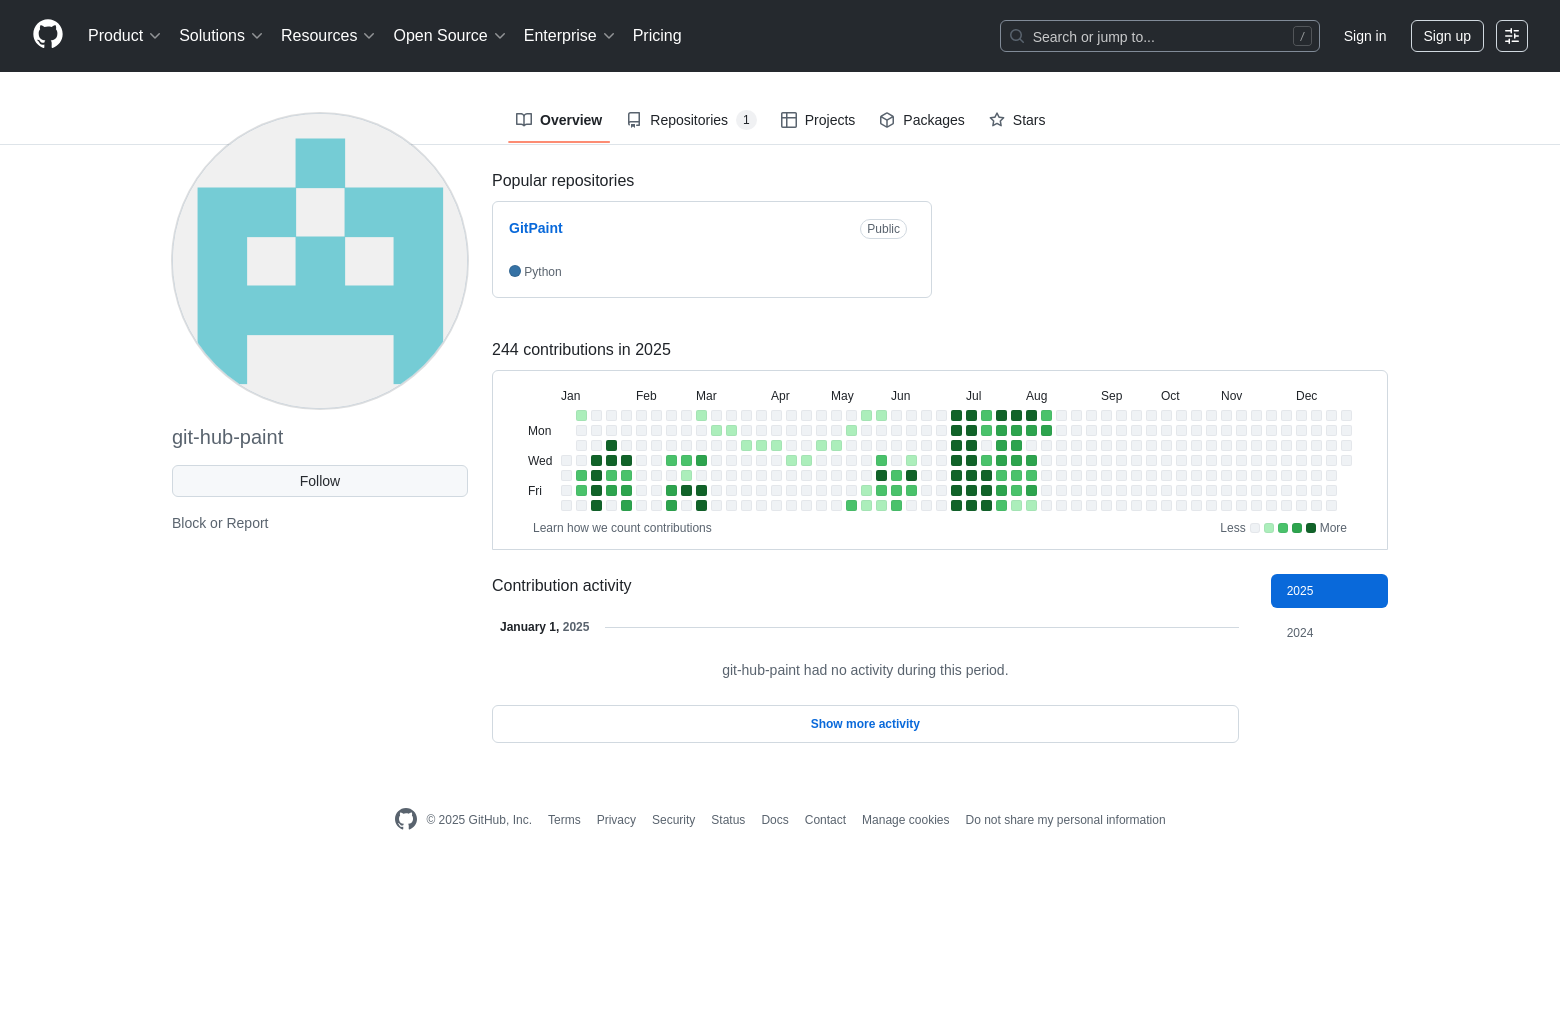 Product Solutions Resources Open Source Enterprise Pricing Search or jump to... / Sign in Sign up
Overview Repositories 1 Projects Packages Stars
git-hub-paint
Follow
Block or Report
Popular repositories
GitPaint Public
Python
244 contributions in 2025
Jan Feb Mar Apr May Jun Jul Aug Sep Oct Nov Dec
Mon
Wed
Fri
Learn how we count contributions Less More
Contribution activity
2025
2024
January 1, 2025
git-hub-paint had no activity during this period.
Show more activity
© 2025 GitHub, Inc. Terms Privacy Security Status Docs Contact Manage cookies Do not share my personal information